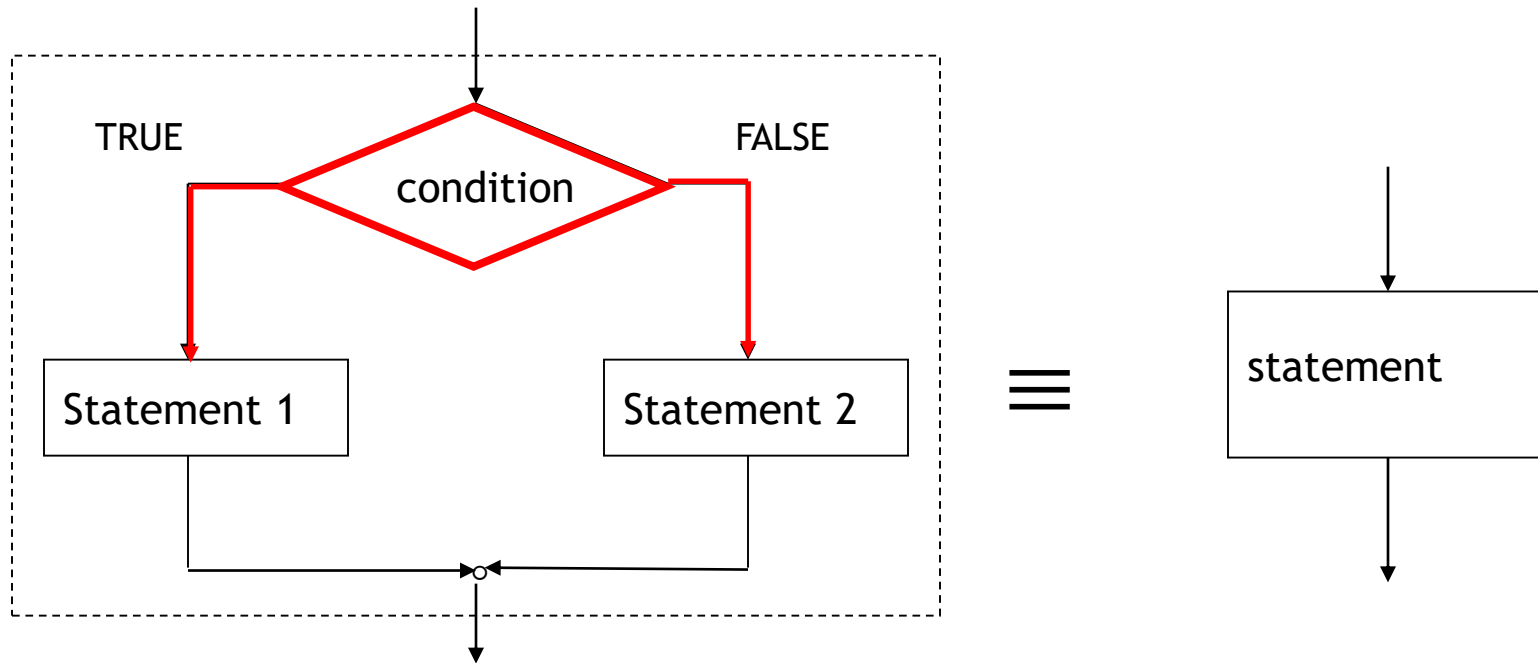 TRUE
FALSE
condition
Statement 1
Statement 2
≡
statement